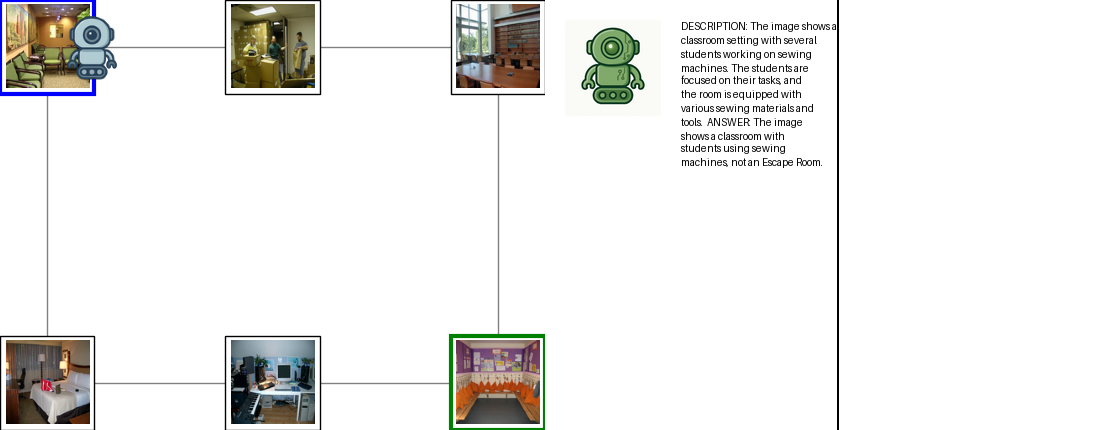 DESCRIPTION: The image shows a
classroom setting with several
students working on sewing
machines. The students are
focused on their tasks, and
the room is equipped with
various sewing materials and
tools. ANSWER: The image
shows a classroom with
students using sewing
machines, not an Escape Room.